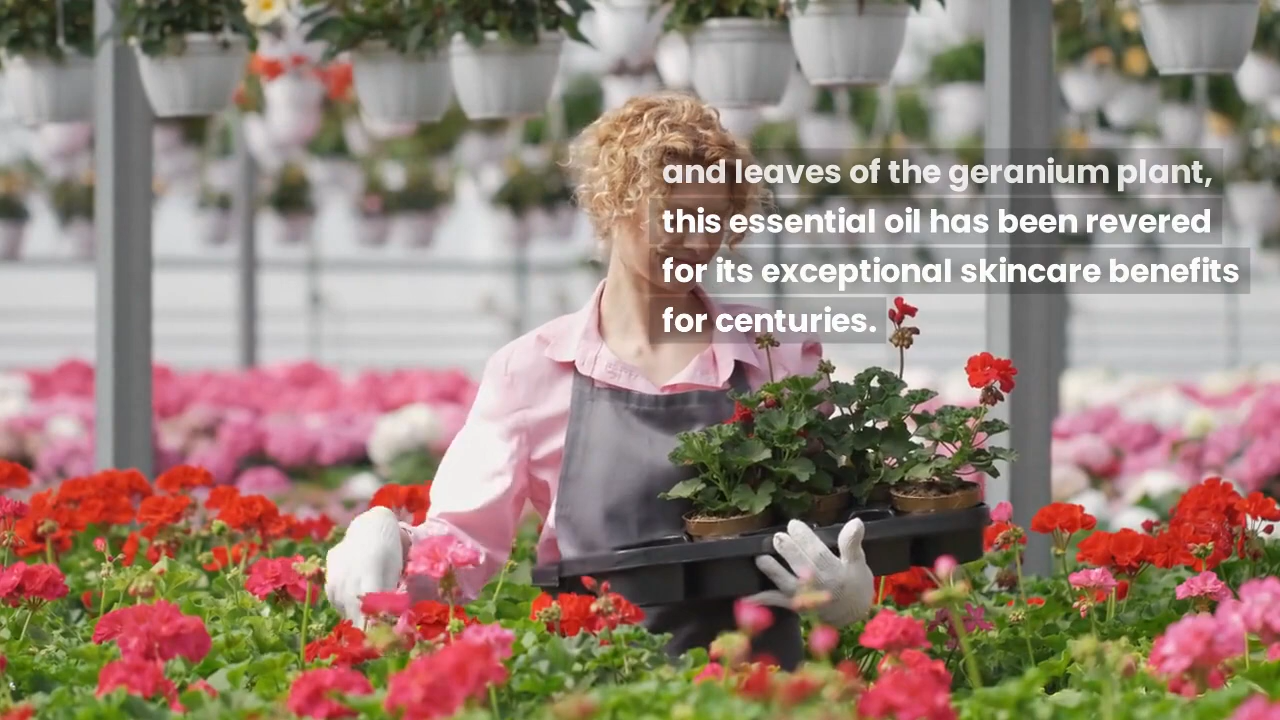 and leaves of the geranium plant,
this essential oil has been revered
for its exceptional skincare benefits
for centuries.